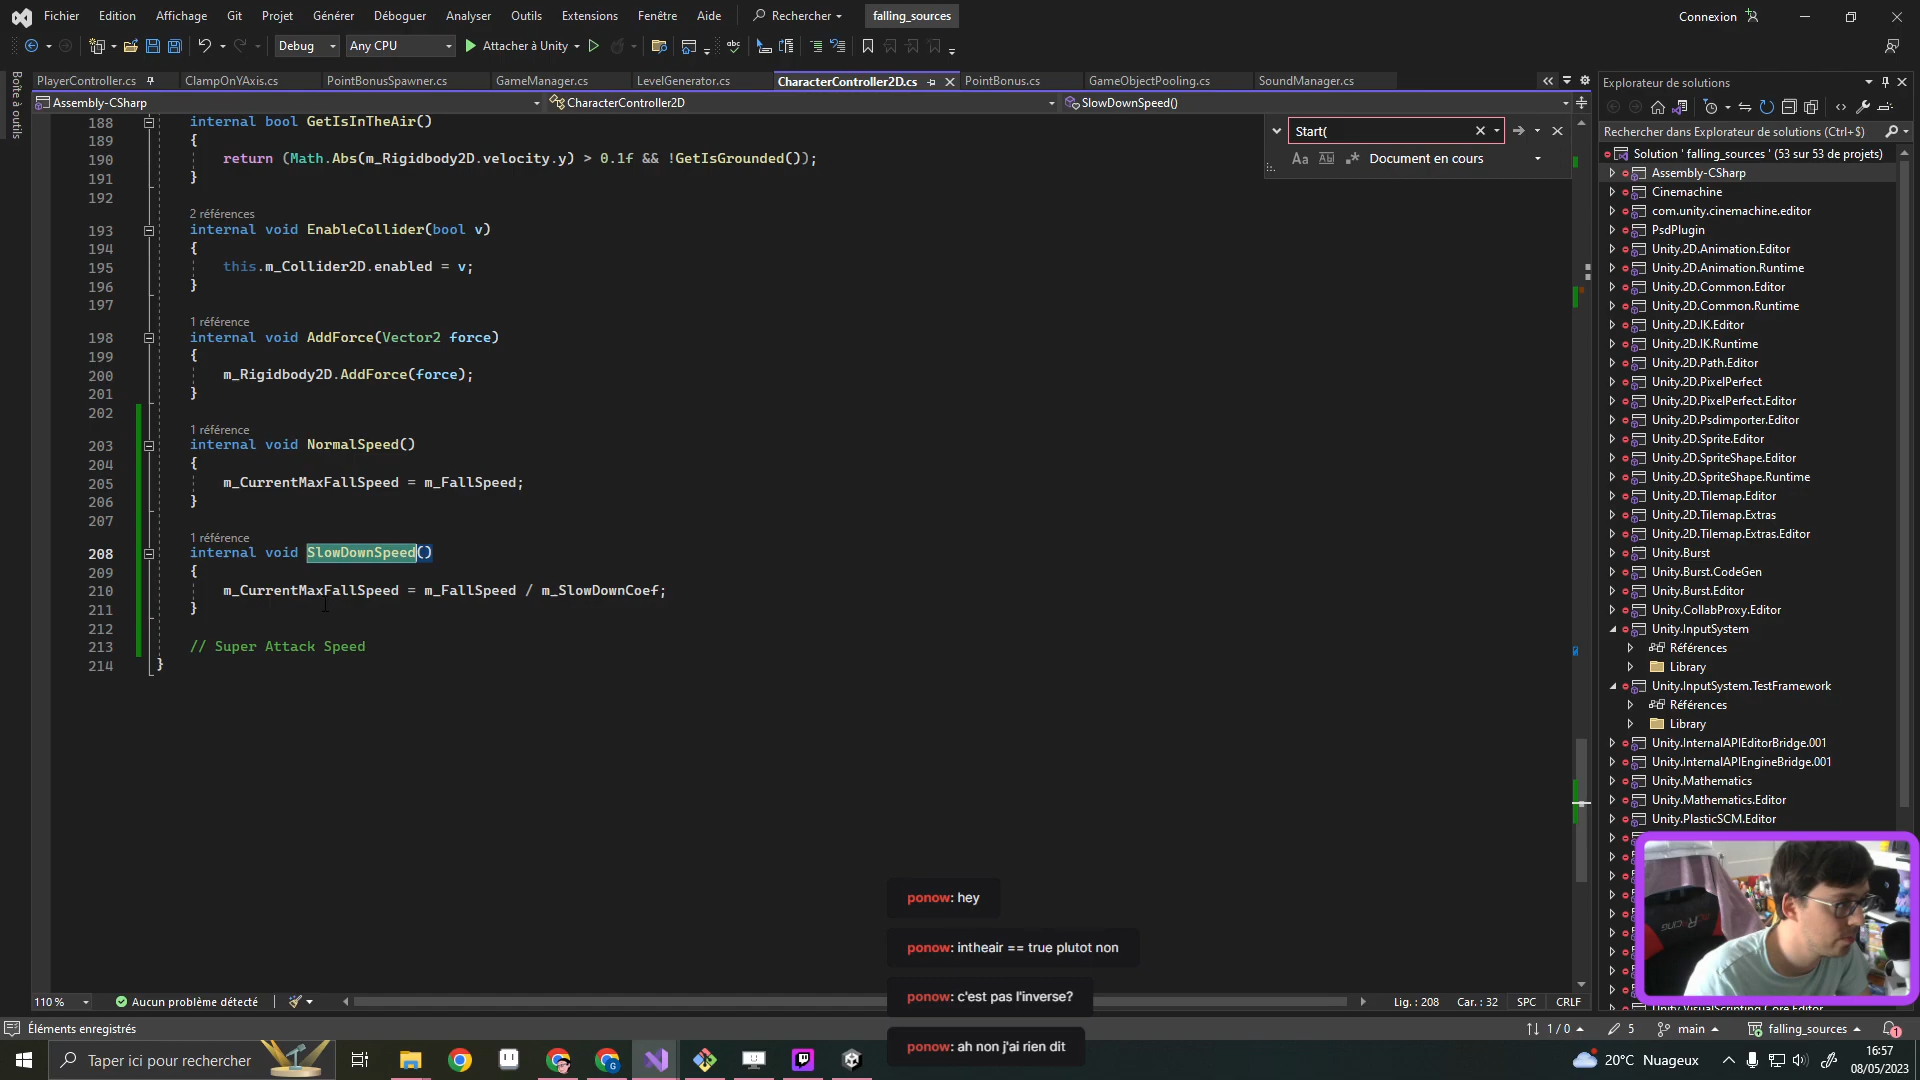 Fichier Edition Affichage Git Projet Générer Déboguer Analyser Outils Extensions Fenêtre Aide Rechercher falling_sources Connexion
Debug Any CPU Attacher à Unity
PlayerController.cs ClampOnYAxis.cs PointBonusSpawner.cs GameManager.cs LevelGenerator.cs CharacterController2D.cs PointBonus.cs GameObjectPooling.cs SoundManager.cs
Assembly-CSharp CharacterController2D SlowDownSpeed()
Boîte à outils
Start(
Aa Document en cours
188 internal bool GetIsInTheAir()
189 {
190 return (Math.Abs(m_Rigidbody2D.velocity.y) > 0.1f && !GetIsGrounded());
191 }
192
2 références
193 internal void EnableCollider(bool v)
194 {
195 this.m_Collider2D.enabled = v;
196 }
197
1 référence
198 internal void AddForce(Vector2 force)
199 {
200 m_Rigidbody2D.AddForce(force);
201 }
202
1 référence
203 internal void NormalSpeed()
204 {
205 m_CurrentMaxFallSpeed = m_FallSpeed;
206 }
207
1 référence
208 internal void SlowDownSpeed()
209 {
210 m_CurrentMaxFallSpeed = m_FallSpeed / m_SlowDownCoef;
211 }
212
213 // Super Attack Speed
214 }
Explorateur de solutions
Rechercher dans Explorateur de solutions (Ctrl+$)
Solution ' falling_sources ' (53 sur 53 de projets)
Assembly-CSharp
Cinemachine
com.unity.cinemachine.editor
PsdPlugin
Unity.2D.Animation.Editor
Unity.2D.Animation.Runtime
Unity.2D.Common.Editor
Unity.2D.Common.Runtime
Unity.2D.IK.Editor
Unity.2D.IK.Runtime
Unity.2D.Path.Editor
Unity.2D.PixelPerfect
Unity.2D.PixelPerfect.Editor
Unity.2D.Psdimporter.Editor
Unity.2D.Sprite.Editor
Unity.2D.SpriteShape.Editor
Unity.2D.SpriteShape.Runtime
Unity.2D.Tilemap.Editor
Unity.2D.Tilemap.Extras
Unity.2D.Tilemap.Extras.Editor
Unity.Burst
Unity.Burst.CodeGen
Unity.Burst.Editor
Unity.CollabProxy.Editor
Unity.InputSystem
Références
Library
Unity.InputSystem.TestFramework
Références
Library
Unity.InternalAPIEditorBridge.001
Unity.InternalAPIEngineBridge.001
Unity.Mathematics
Unity.Mathematics.Editor
Unity.PlasticSCM.Editor
ponow: hey
ponow: intheair == true plutot non
ponow: c'est pas l'inverse?
ponow: ah non j'ai rien dit
110 % Aucun problème détecté Lig. : 208 Car. : 32 SPC CRLF
Éléments enregistrés 1 / 0 5 main falling_sources 1
Taper ici pour rechercher 20°C Nuageux 16:57
08/05/2023